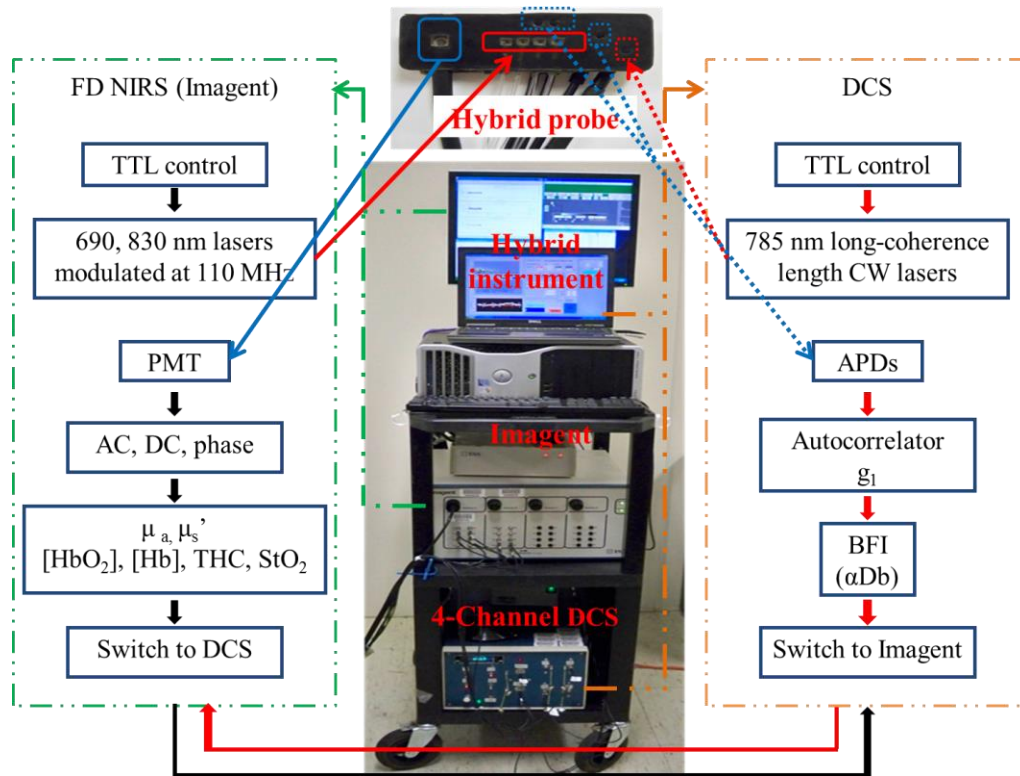 FD NIRS (Imagent)
TTL control
690, 830 nm lasers
modulated at 110 MHz
PMT
AC, DC, phase
μ a, μs’
[HbO2], [Hb], THC, StO2
Switch to DCS
Hybrid probe
Hybrid
instrument
Imagent
4-Channel DCS
DCS
TTL control
785 nm long-coherence
length CW lasers
APDs
Autocorrelator
g1
BFI
(αDb)
Switch to Imagent